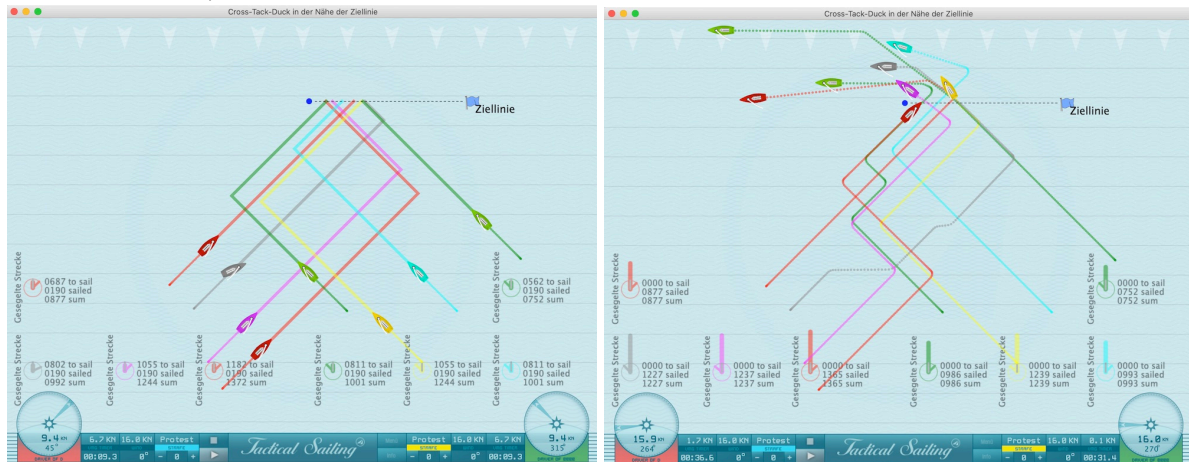 Cross-Tack-Duck in der Nähe der Ziellinie
Ziellinie
Gesegelte Strecke
0687 to sail
0190 sailed
0877 sum
Gesegelte Strecke
0562 to sail
0190 sailed
0752 sum
Gesegelte Strecke
0802 to sail
0190 sailed
0992 sum
Gesegelte Strecke
1055 to sail
0190 sailed
1244 sum
Gesegelte Strecke
1182 to sail
0190 sailed
1372 sum
Gesegelte Strecke
0811 to sail
0190 sailed
1001 sum
Gesegelte Strecke
1055 to sail
0190 sailed
1244 sum
Gesegelte Strecke
0811 to sail
0190 sailed
1001 sum
9.4 KN
45°
6.7 KN 16.0 KN Protest
00:09.3 0° - 0 +
Tactical Sailing
Protest 16.0 KN 6.7 KN
- 0 + 0° 00:09.3
9.4 KN
315°
Cross-Tack-Duck in der Nähe der Ziellinie
Ziellinie
Gesegelte Strecke
0000 to sail
0877 sailed
0877 sum
Gesegelte Strecke
0000 to sail
0752 sailed
0752 sum
Gesegelte Strecke
0000 to sail
1227 sailed
1227 sum
Gesegelte Strecke
0000 to sail
1237 sailed
1237 sum
Gesegelte Strecke
0000 to sail
1365 sailed
1365 sum
Gesegelte Strecke
0000 to sail
0986 sailed
0986 sum
Gesegelte Strecke
0000 to sail
1239 sailed
1239 sum
Gesegelte Strecke
0000 to sail
0993 sailed
0993 sum
15.9 KN
264°
1.7 KN 16.0 KN Protest
00:36.6 0° - 0 +
Tactical Sailing
Protest 16.0 KN 0.1 KN
- 0 + 0° 00:31.4
16.0 KN
270°